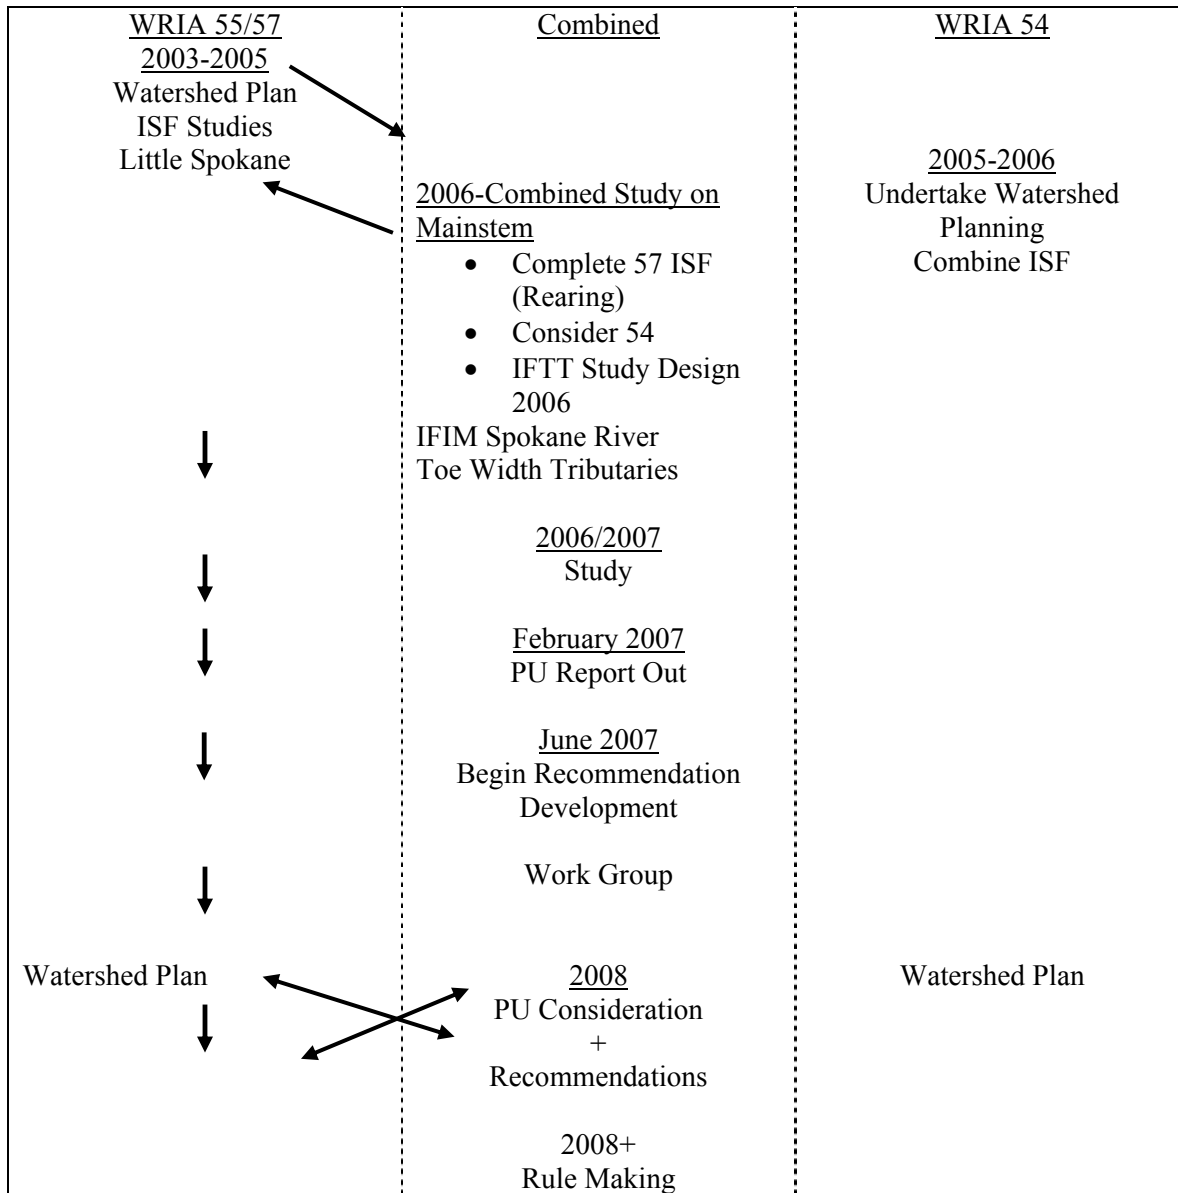 WRIA 55/57
2003-2005
Watershed Plan
ISF Studies
Little Spokane
Combined
WRIA 54
2006-Combined Study on
Mainstem
• Complete 57 ISF
(Rearing)
• Consider 54
• IFTT Study Design
2006
IFIM Spokane River
Toe Width Tributaries
2005-2006
Undertake Watershed
Planning
Combine ISF
2006/2007
Study
February 2007
PU Report Out
June 2007
Begin Recommendation
Development
Work Group
Watershed Plan
2008
PU Consideration
+
Recommendations
Watershed Plan
2008+
Rule Making